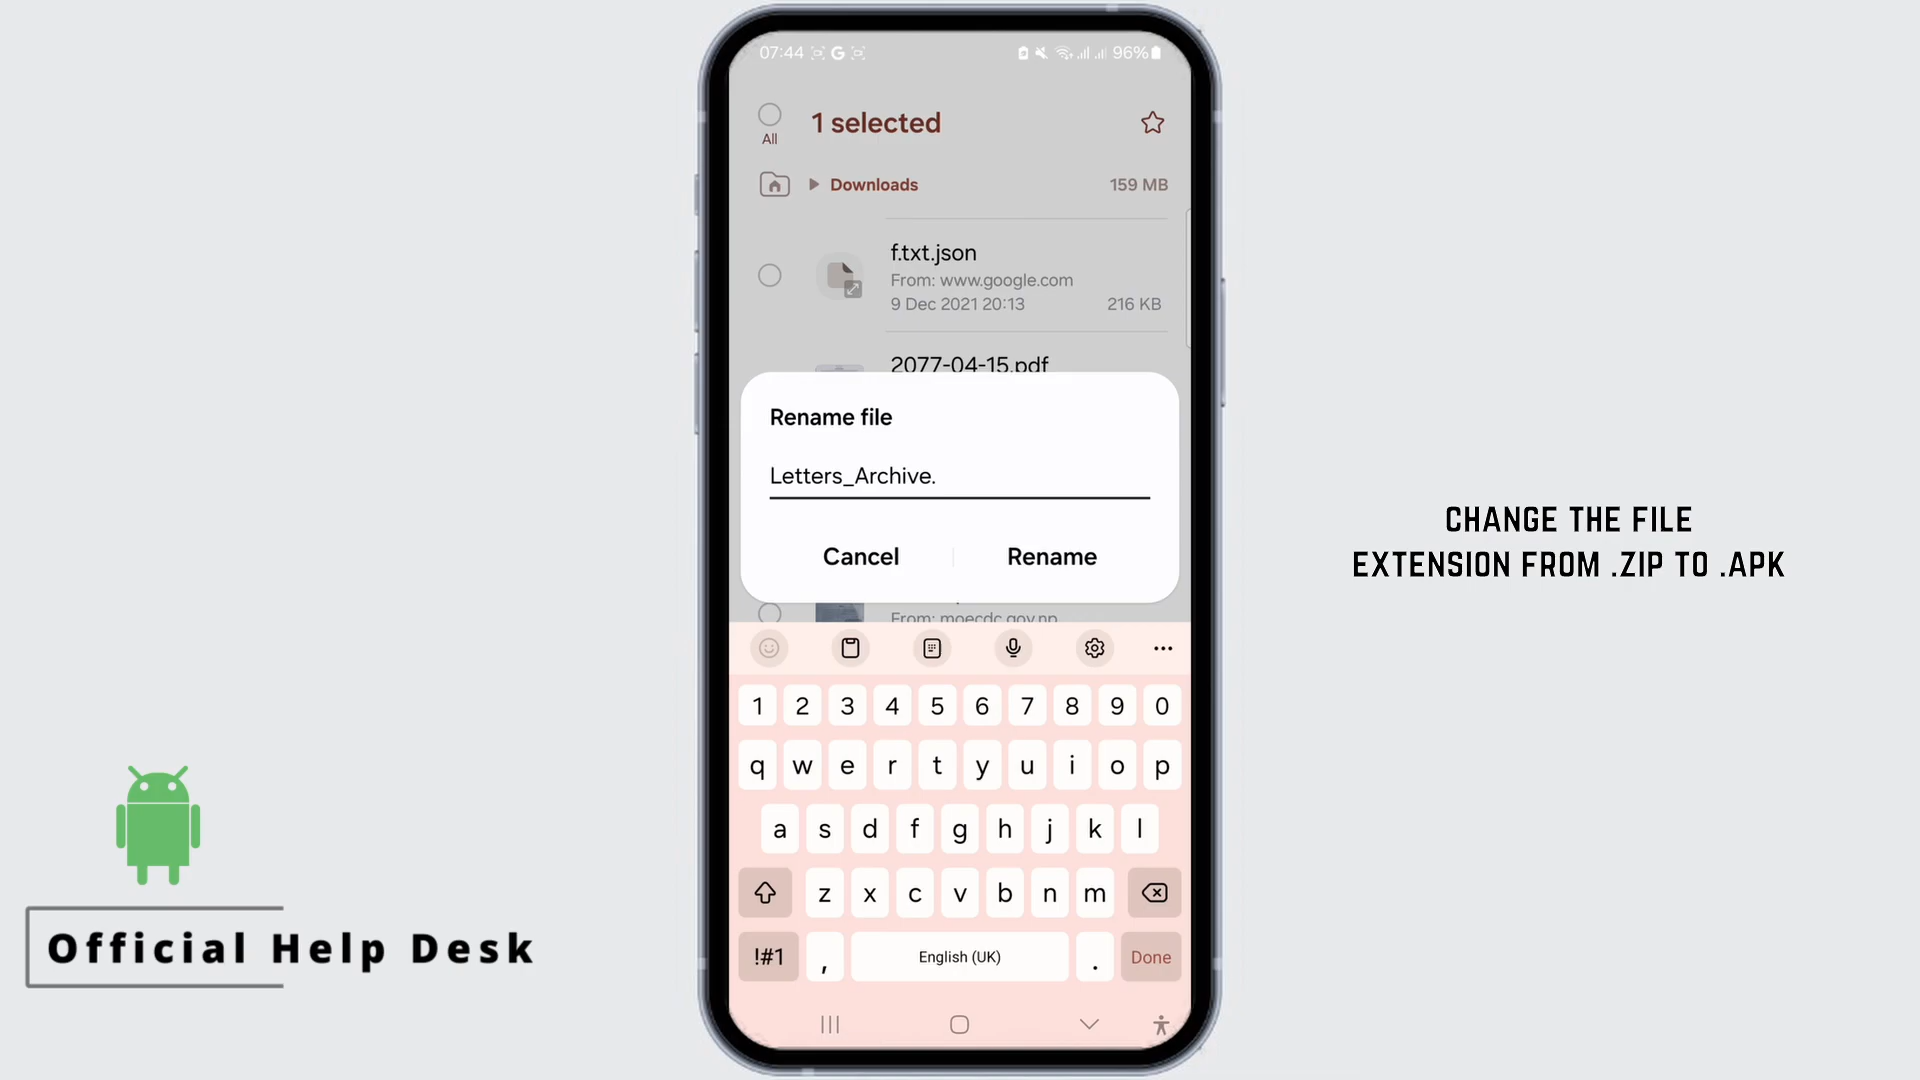 07:44 G 96%
1 selected
All
Downloads 159 MB
f.txt.json
From: www.google.com
9 Dec 2021 20:13 216 KB
2077-04-15.pdf
Rename file
Letters_Archive.
Cancel Rename
From: moecdc.gov.np
1 2 3 4 5 6 7 8 9 0
q w e r t y u i o p
a s d f g h j k l
z x c v b n m
!#1 , English (UK) . Done
CHANGE THE FILE
EXTENSION FROM .ZIP TO .APK
Official Help Desk